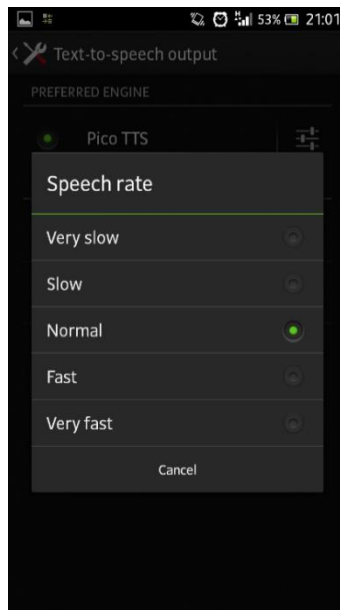 53% 21:01
Text-to-speech output
PREFERRED ENGINE
Pico TTS
Speech rate
Very slow
Slow
Normal
Fast
Very fast
Cancel